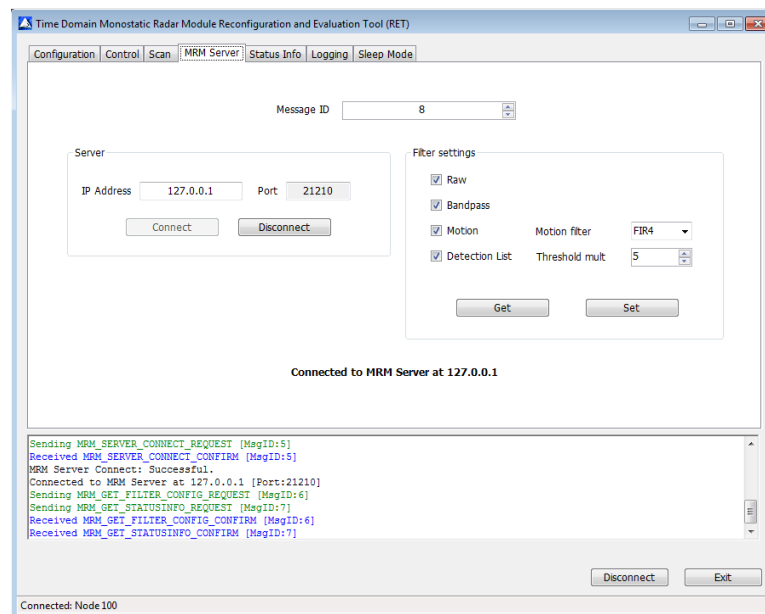 Time Domain Monostatic Radar Module Reconfiguration and Evaluation Tool (RET)
Configuration Control Scan MRM Server Status Info Logging Sleep Mode
Message ID 8
Server
IP Address 127.0.0.1 Port 21210
Connect Disconnect
Filter settings
Raw
Bandpass
Motion Motion filter FIR4
Detection List Threshold mult 5
Get Set
Connected to MRM Server at 127.0.0.1
Sending MRM_SERVER_CONNECT_REQUEST [MsgID:5]
Received MRM_SERVER_CONNECT_CONFIRM [MsgID:5]
MRM Server Connect: Successful.
Connected to MRM Server at 127.0.0.1 [Port:21210]
Sending MRM_GET_FILTER_CONFIG_REQUEST [MsgID:6]
Sending MRM_GET_STATUSINFO_REQUEST [MsgID:7]
Received MRM_GET_FILTER_CONFIG_CONFIRM [MsgID:6]
Received MRM_GET_STATUSINFO_CONFIRM [MsgID:7]
Disconnect Exit
Connected: Node 100